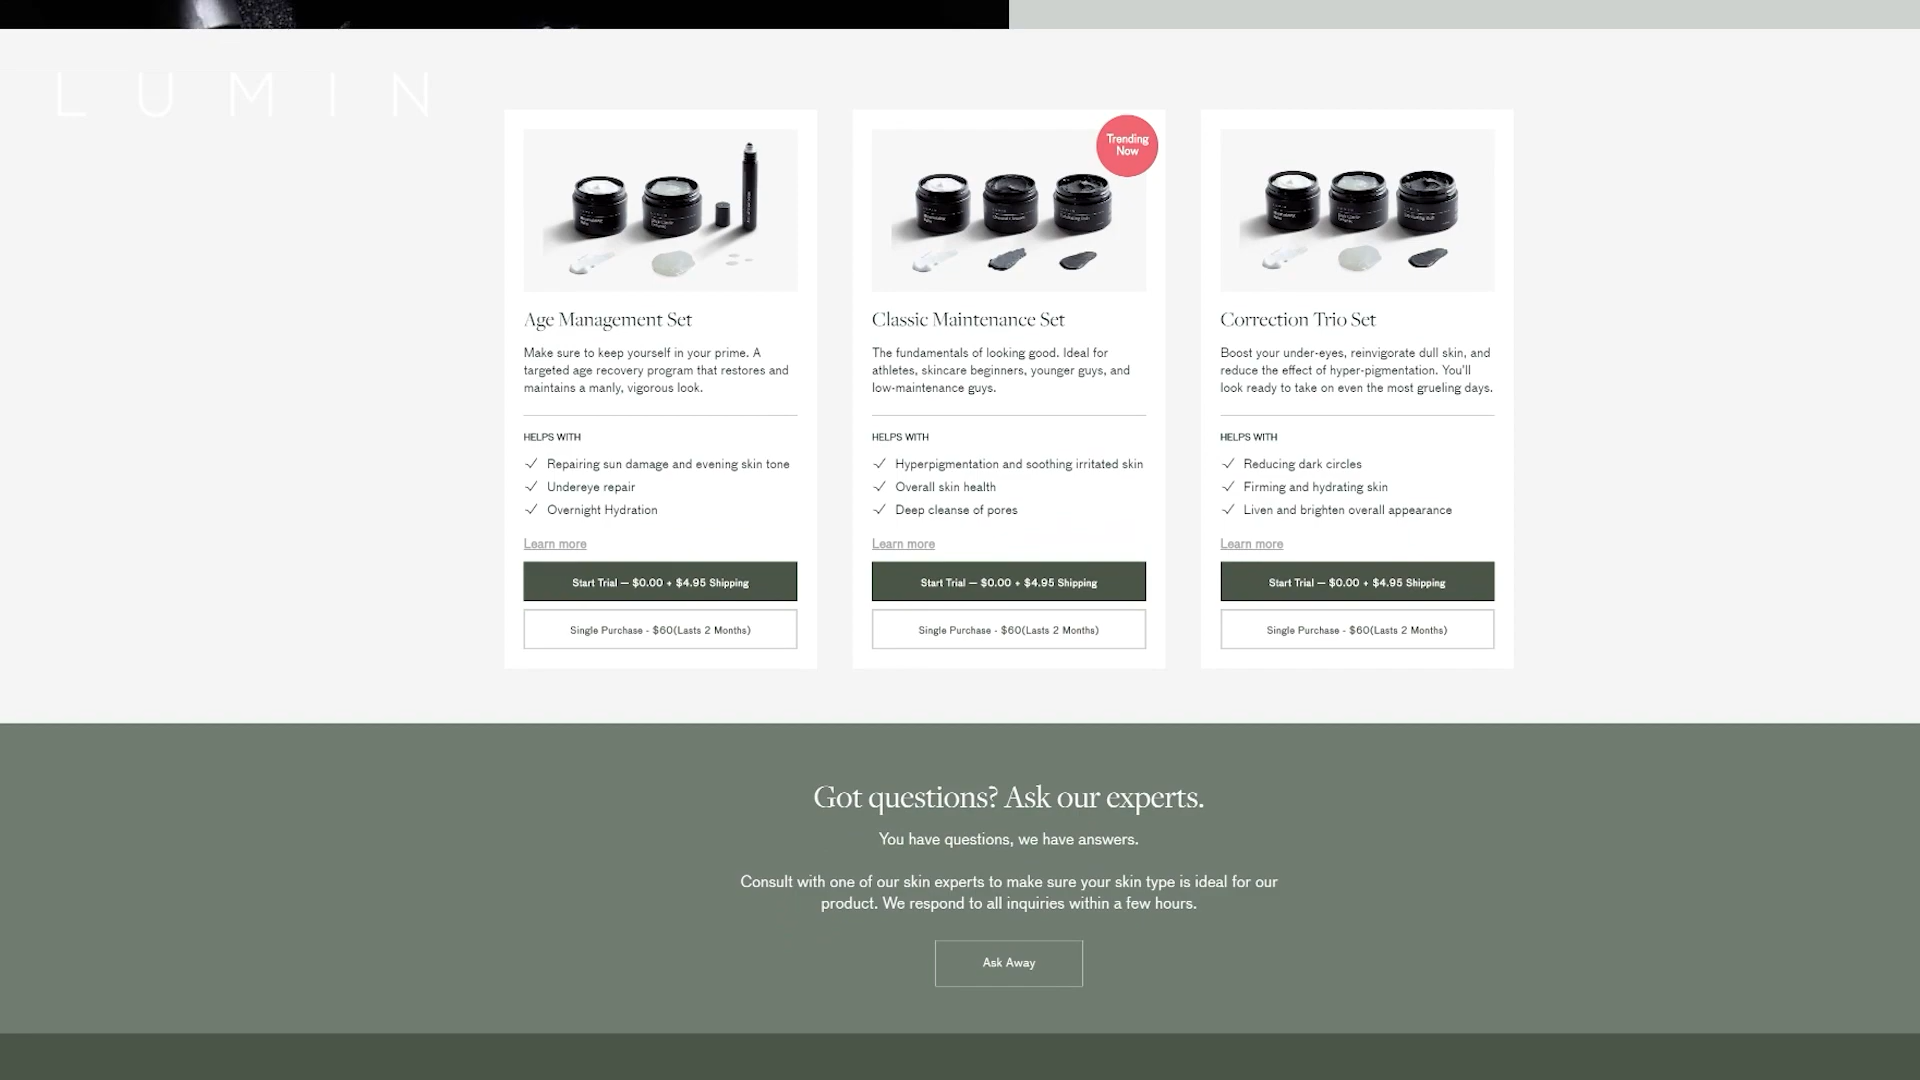 LUMIN
Trending
Now
Age Management Set
Make sure to keep yourself in your prime. A
targeted age recovery program that restores and
maintains a manly, vigorous look.
HELPS WITH
Repairing sun damage and evening skin tone
Undereye repair
Overnight Hydration
Learn more
Start Trial — $0.00 + $4.95 Shipping
Single Purchase - $60(Lasts 2 Months)
Classic Maintenance Set
The fundamentals of looking good. Ideal for
athletes, skincare beginners, younger guys, and
low-maintenance guys.
HELPS WITH
Hyperpigmentation and soothing irritated skin
Overall skin health
Deep cleanse of pores
Learn more
Start Trial — $0.00 + $4.95 Shipping
Single Purchase - $60(Lasts 2 Months)
Correction Trio Set
Boost your under-eyes, reinvigorate dull skin, and
reduce the effect of hyper-pigmentation. You'll
look ready to take on even the most grueling days.
HELPS WITH
Reducing dark circles
Firming and hydrating skin
Liven and brighten overall appearance
Learn more
Start Trial — $0.00 + $4.95 Shipping
Single Purchase - $60(Lasts 2 Months)
Got questions? Ask our experts.
You have questions, we have answers.
Consult with one of our skin experts to make sure your skin type is ideal for our
product. We respond to all inquiries within a few hours.
Ask Away